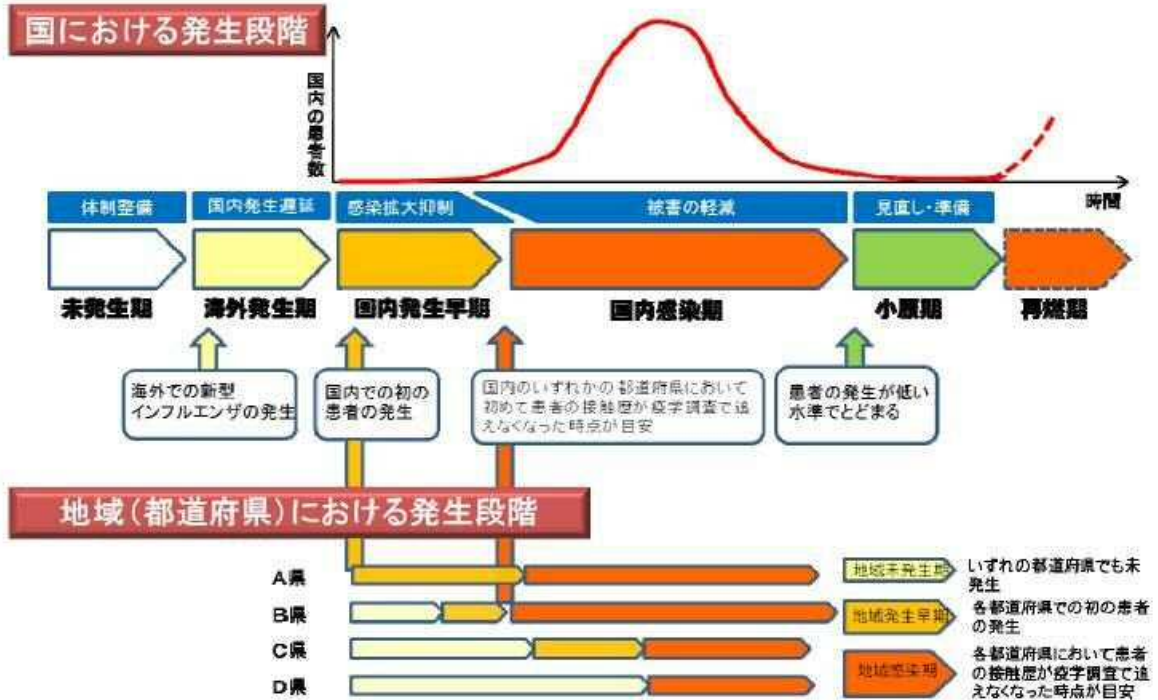 国における発生段階
国内の患者数
時間
体制整備
国内発生遅延
感染拡大抑制
被害の軽減
見直し・準備
未発生期
海外発生期
国内発生早期
国内感染期
小康期
再燃期
海外での新型
インフルエンザの発生
国内での初の
患者の発生
国内のいずれかの都道府県において
初めて患者の接触歴が疫学調査で追
えなくなった時点が目安
患者の発生が低い
水準でとどまる
地域(都道府県)における発生段階
A県
B県
C県
D県
地域未発生期
いずれの都道府県でも未
発生
地域発生早期
各都道府県での初の患者
の発生
地域感染期
各都道府県において患者
の接触歴が疫学調査で追
えなくなった時点が目安